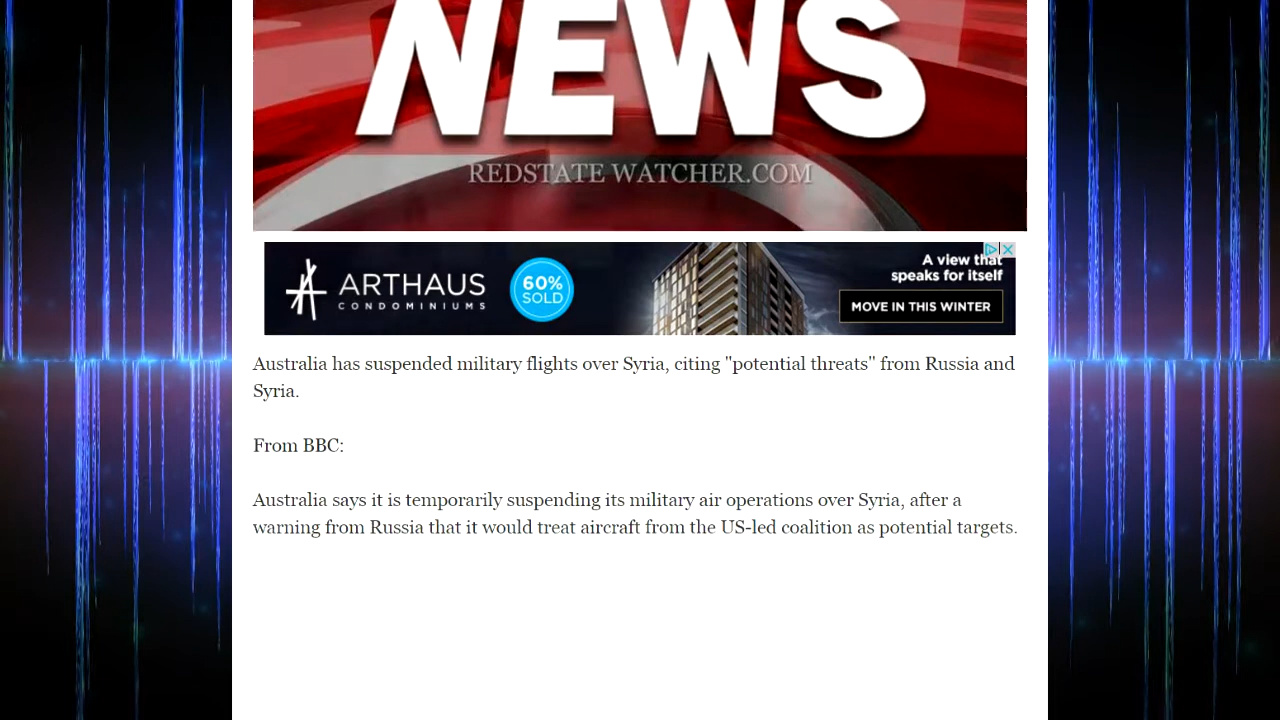 NEWS
REDSTATE WATCHER.COM
ARTHAUS
CONDOMINIUMS
60%
SOLD
A view that
speaks for itself
MOVE IN THIS WINTER
Australia has suspended military flights over Syria, citing "potential threats" from Russia and
Syria.
From BBC:
Australia says it is temporarily suspending its military air operations over Syria, after a
warning from Russia that it would treat aircraft from the US-led coalition as potential targets.